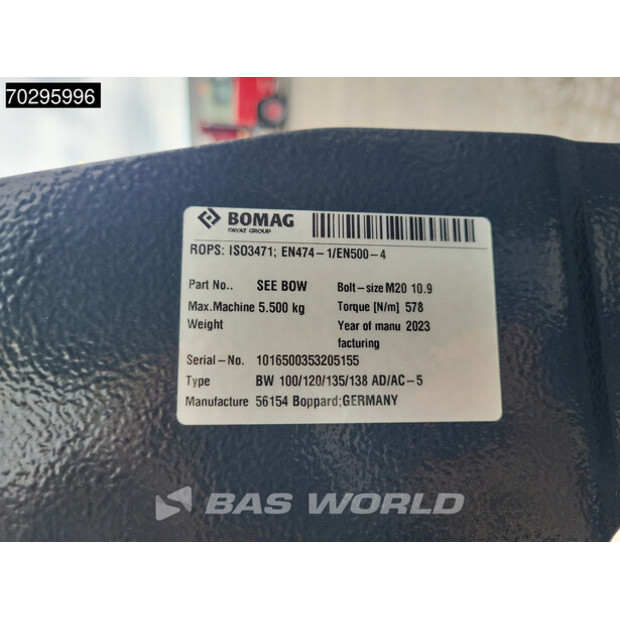 70295996
BOMAG
FAYAT GROUP
ROPS: ISO3471; EN474-1/EN500-4
Part No.. SEE BOW Bolt-size M20 10.9
Max.Machine 5.500 kg Torque [N/m] 578
Weight Year of manu 2023
facturing
Serial-No. 1016500353205155
Type BW 100/120/135/138 AD/AC-5
Manufacture 56154 Boppard;GERMANY
BAS WORLD